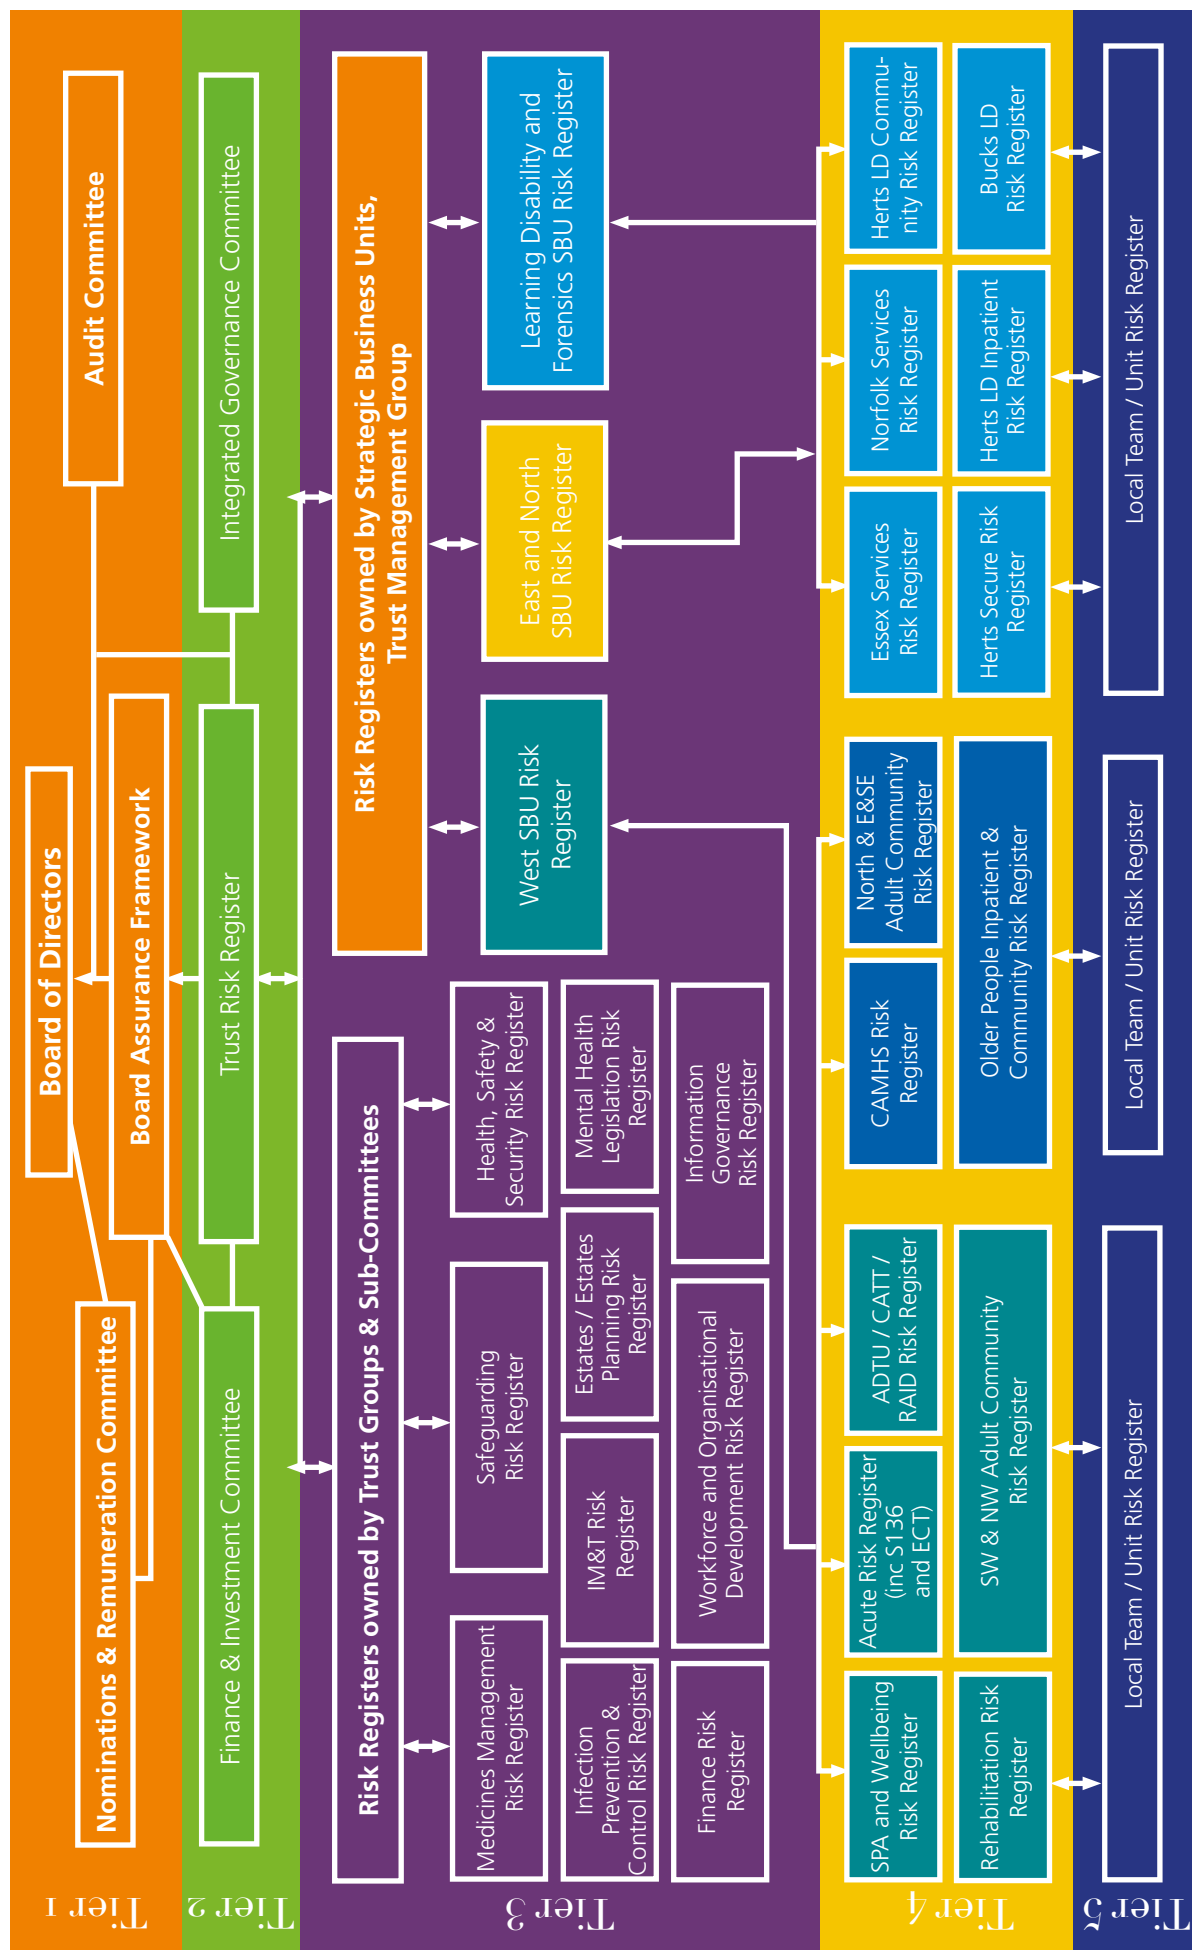 Tier 1
Board of Directors
Nominations & Remuneration Committee
Audit Committee
Board Assurance Framework
Tier 2
Finance & Investment Committee
Trust Risk Register
Integrated Governance Committee
Tier 3
Risk Registers owned by Trust Groups & Sub-Committees
Medicines Management
Risk Register
Safeguarding
Risk Register
Health, Safety &
Security Risk Register
Infection
Prevention &
Control Risk Register
IM&T Risk
Register
Estates / Estates
Planning Risk
Register
Mental Health
Legislation Risk
Register
Finance Risk
Register
Workforce and Organisational
Development Risk Register
Information
Governance
Risk Register
Risk Registers owned by Strategic Business Units,
Trust Management Group
West SBU Risk
Register
East and North
SBU Risk Register
Learning Disability and
Forensics SBU Risk Register
Tier 4
SPA and Wellbeing
Risk Register
Acute Risk Register
(inc S136
and ECT)
ADTU / CATT /
RAID Risk Register
Rehabilitation Risk
Register
SW & NW Adult Community
Risk Register
CAMHS Risk
Register
North & E&SE
Adult Community
Risk Register
Older People Inpatient &
Community Risk Register
Essex Services
Risk Register
Norfolk Services
Risk Register
Herts LD Commu-
nity Risk Register
Herts Secure Risk
Register
Herts LD Inpatient
Risk Register
Bucks LD
Risk Register
Tier 5
Local Team / Unit Risk Register
Local Team / Unit Risk Register
Local Team / Unit Risk Register